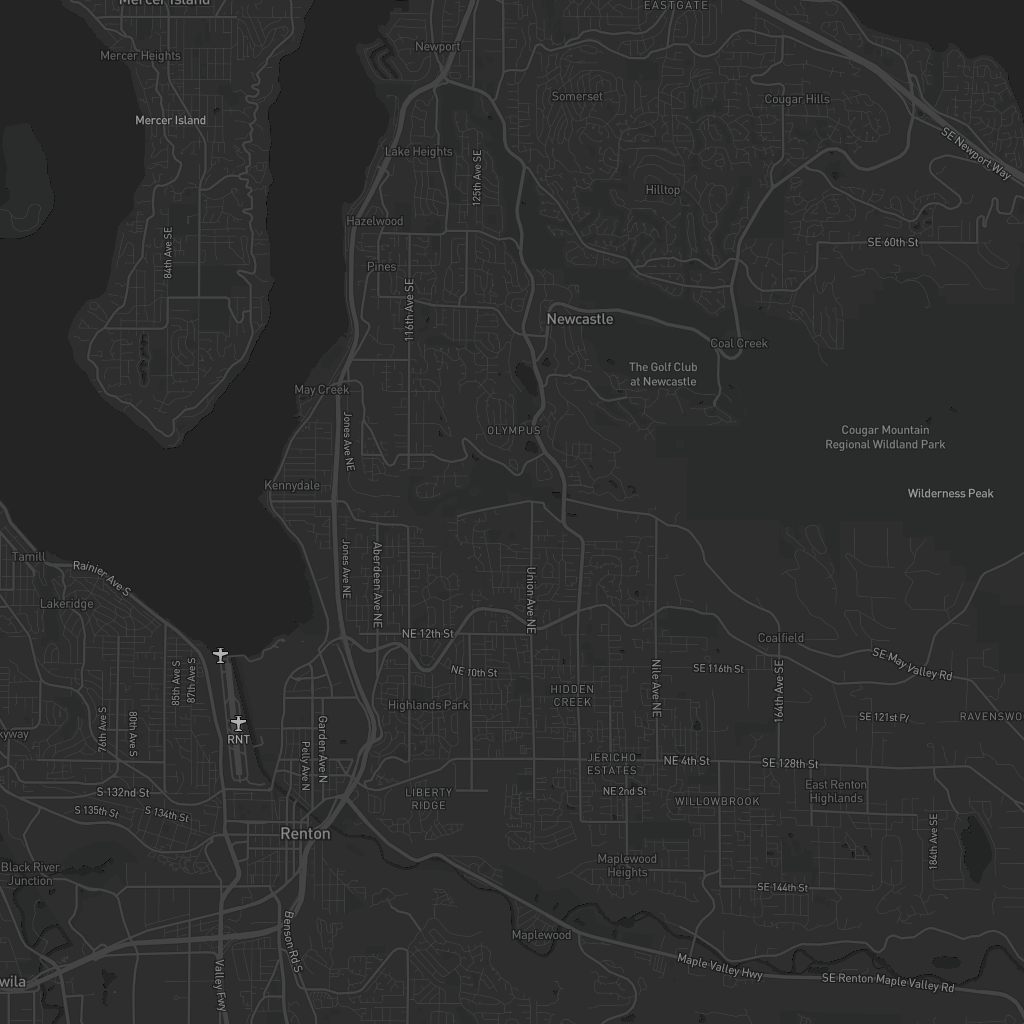 Mercer Island
EASTGATE
Newport
Mercer Heights
Somerset
Cougar Hills
Mercer Island
SE Newport Way
Lake Heights
125th Ave SE
Hilltop
Hazelwood
84th Ave SE
SE 60th St
Pines
116th Ave SE
Newcastle
Coal Creek
The Golf Club
at Newcastle
May Creek
Jones Ave NE
OLYMPUS
Cougar Mountain
Regional Wildland Park
Kennydale
Wilderness Peak
Tamill
Rainier Ave S
Jones Ave NE
Aberdeen Ave NE
Union Ave NE
Lakeridge
NE 12th St
Coalfield
SE May Valley Rd
85th Ave S
87th Ave S
NE 10th St
Nile Ave NE
SE 116th St
164th Ave SE
HIDDEN
CREEK
Highlands Park
76th Ave S
80th Ave S
RNT
Garden Ave N
Pelly Ave N
SE 121st Pl
RAVENSWO
kyway
JERICHO
ESTATES
NE 4th St
SE 128th St
S 132nd St
LIBERTY
RIDGE
NE 2nd St
WILLOWBROOK
East Renton
Highlands
S 135th St
S 134th St
Renton
184th Ave SE
Maplewood
Heights
Black River
Junction
SE 144th St
Benson Rd S
Maplewood
Valley Fwy
Maple Valley Hwy
SE Renton Maple Valley Rd
wila